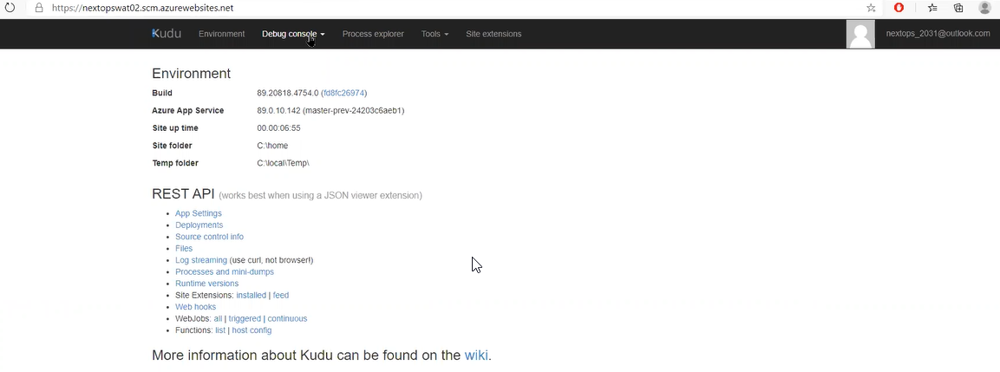 https://nextopswat02.scm.azurewebsites.net
Kudu Environment Debug console Process explorer Tools Site extensions nextops_2031@outlook.com
Environment
Build 89.20818.4754.0 (fd8fc26974)
Azure App Service 89.0.10.142 (master-prev-24203c6aeb1)
Site up time 00.00:06:55
Site folder C:\home
Temp folder C:\local\Temp\
REST API (works best when using a JSON viewer extension)
• App Settings
• Deployments
• Source control info
• Files
• Log streaming (use curl, not browser!)
• Processes and mini-dumps
• Runtime versions
• Site Extensions: installed | feed
• Web hooks
• WebJobs: all | triggered | continuous
• Functions: list | host config
More information about Kudu can be found on the wiki.